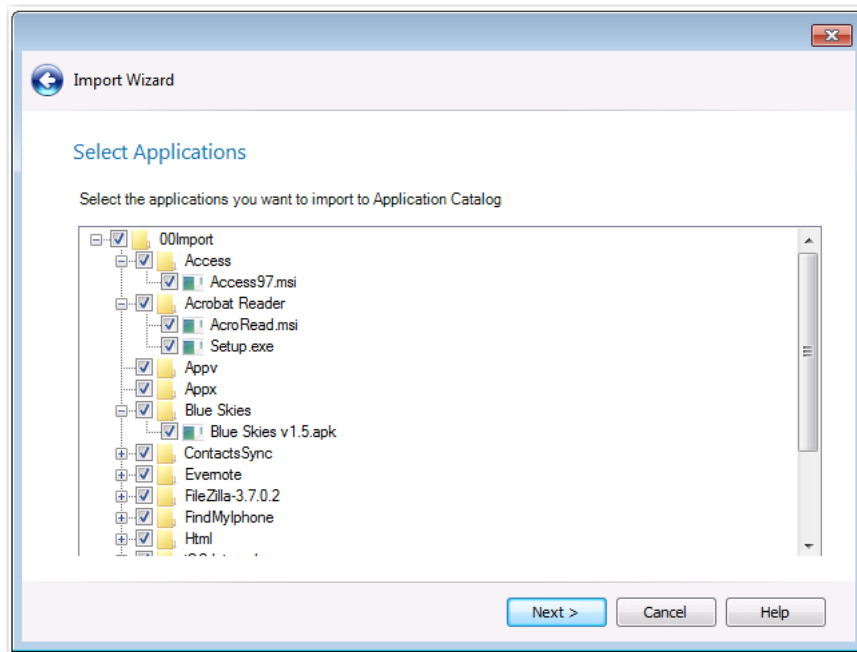 Import Wizard
Select Applications
Select the applications you want to import to Application Catalog
00Import
Access
Access97.msi
Acrobat Reader
AcroRead.msi
Setup.exe
Appv
Appx
Blue Skies
Blue Skies v1.5.apk
ContactsSync
Evernote
FileZilla-3.7.0.2
FindMyIphone
Html
Next >
Cancel
Help